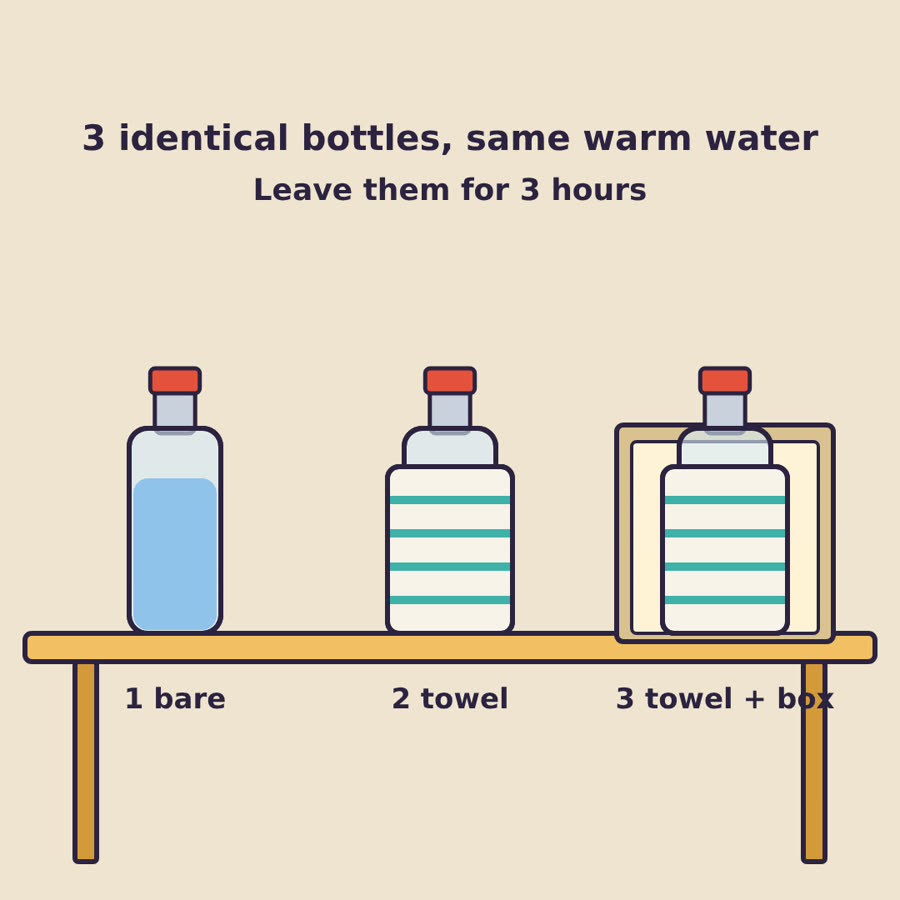 3 identical bottles, same warm water
Leave them for 3 hours
1 bare
2 towel
3 towel + box